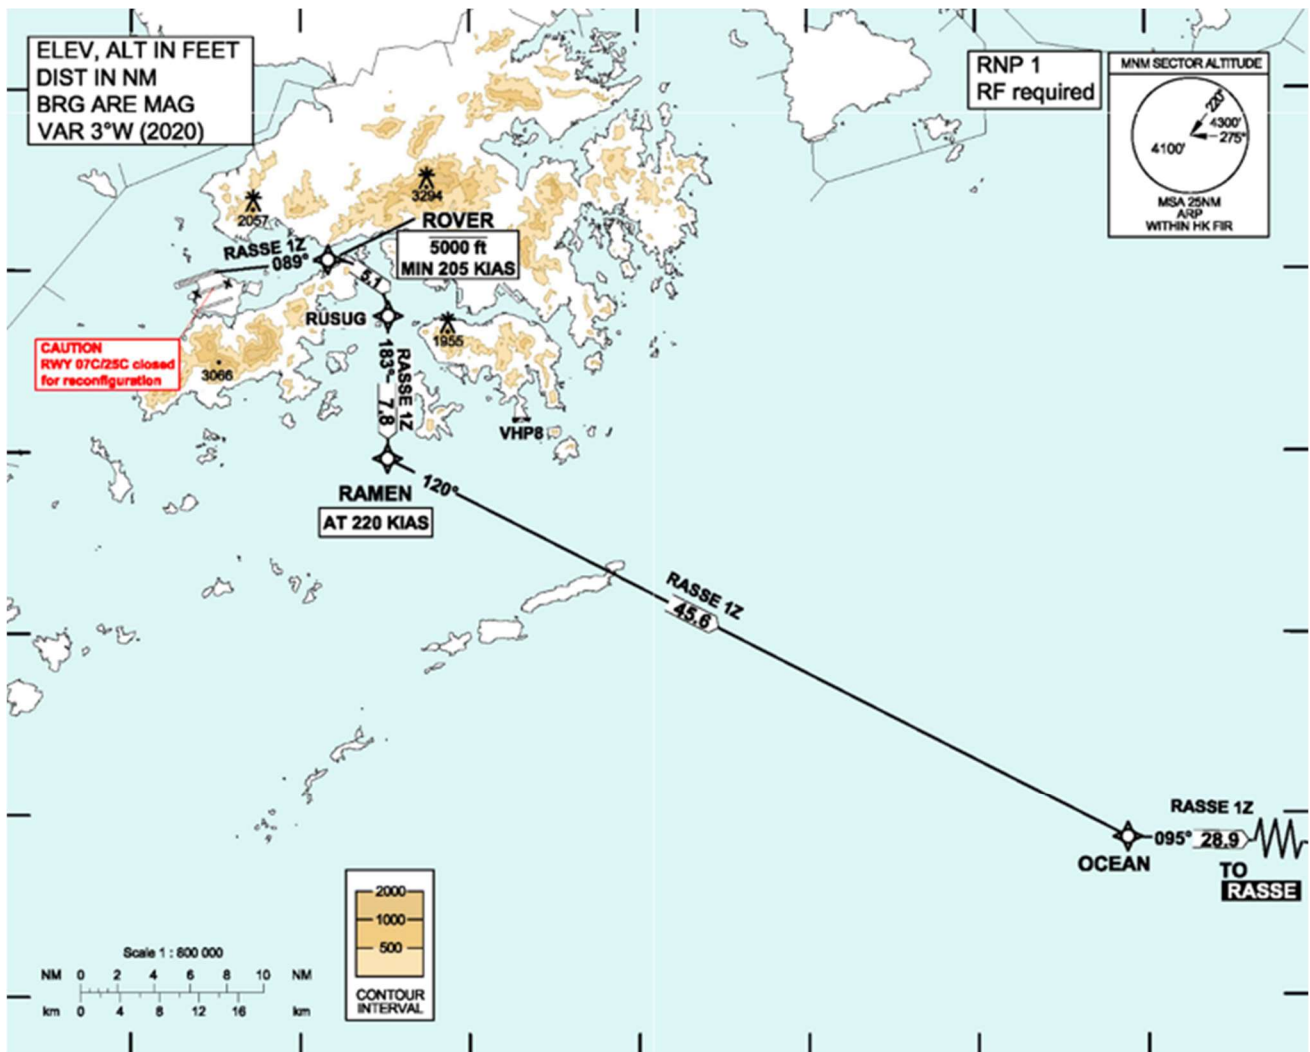 ELEV, ALT IN FEET
DIST IN NM
BRG ARE MAG
VAR 3°W (2020)
RNP 1
RF required
MNM SECTOR ALTITUDE
220°
4300'
275°
4100'
MSA 25NM
ARP
WITHIN HK FIR
3294
2057
ROVER
5000 ft
MIN 205 KIAS
RASSE 1Z
089°
5.1
RUSUG
1955
CAUTION
RWY 07C/25C closed
for reconfiguration
3066
183°
RASSE 1Z
7.8
VHP8
RAMEN
AT 220 KIAS
120°
RASSE 1Z
45.6
RASSE 1Z
095° 28.9
OCEAN
TO
RASSE
2000
1000
500
CONTOUR
INTERVAL
Scale 1 : 800 000
NM 0 2 4 6 8 10 NM
km 0 4 8 12 16 km